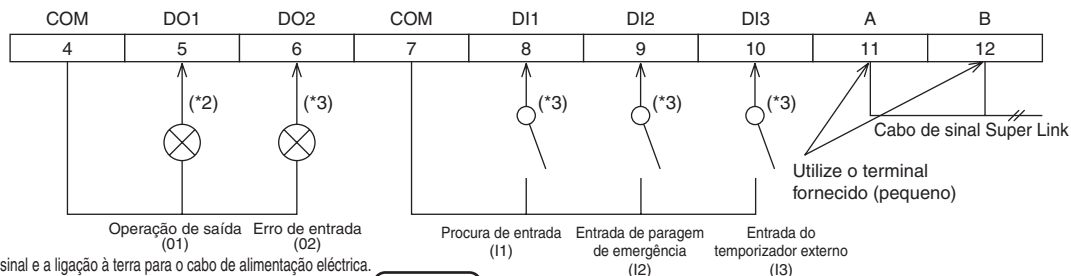 COM DO1 DO2 COM DI1 DI2 DI3 A B
4 5 6 7 8 9 10 11 12
(*2) (*3) (*3) (*3) (*3)
Cabo de sinal Super Link
Utilize o terminal
fornecido (pequeno)
Operação de saída
(01)
Erro de entrada
(02)
Procura de entrada
(I1)
Entrada de paragem
de emergência
(I2)
Entrada do
temporizador externo
(I3)
sinal e a ligação à terra para o cabo de alimentação eléctrica.